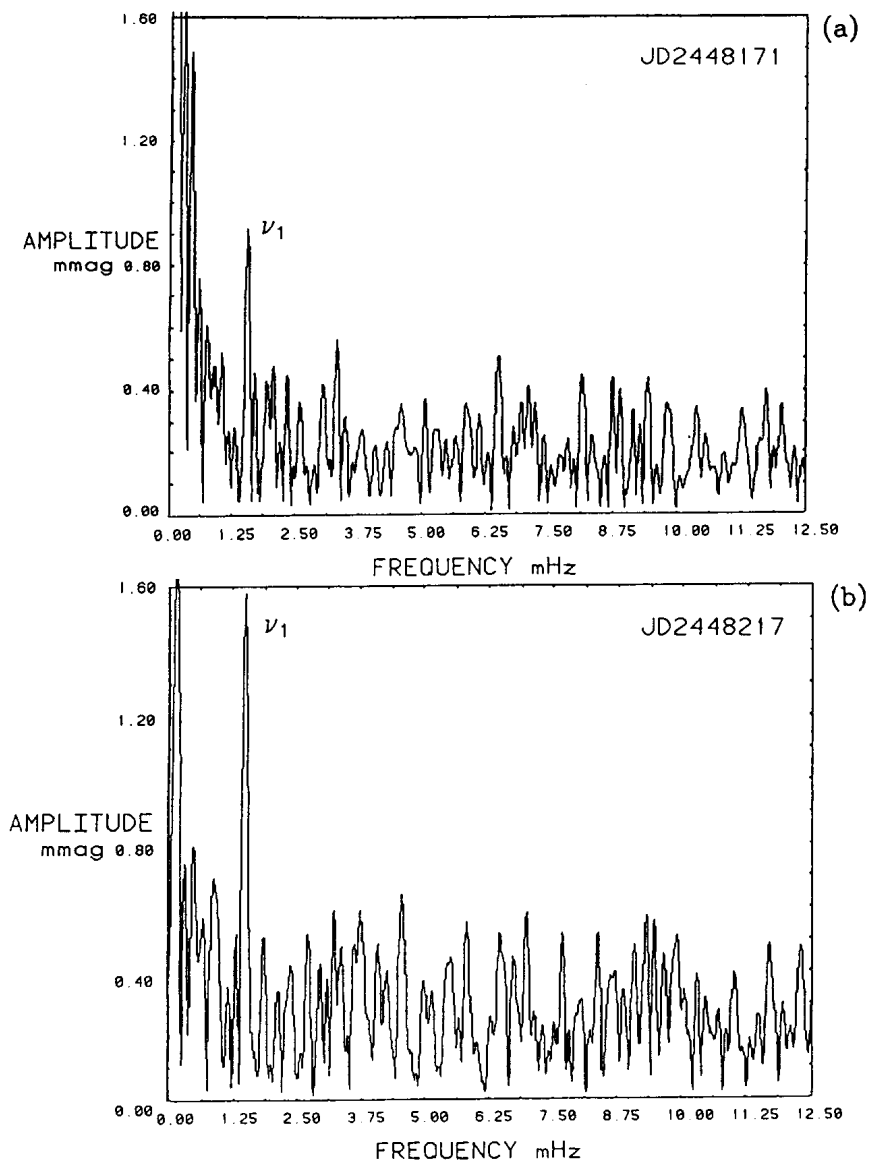 (a)
1.60
JD2448171
1.20
ν1
AMPLITUDE
mmag 0.80
0.40
0.00
0.00 1.25 2.50 3.75 5.00 6.25 7.50 8.75 10.00 11.25 12.50
FREQUENCY mHz
(b)
1.60
ν1
JD2448217
1.20
AMPLITUDE
mmag 0.80
0.40
0.00
0.00 1.25 2.50 3.75 5.00 6.25 7.50 8.75 10.00 11.25 12.50
FREQUENCY mHz